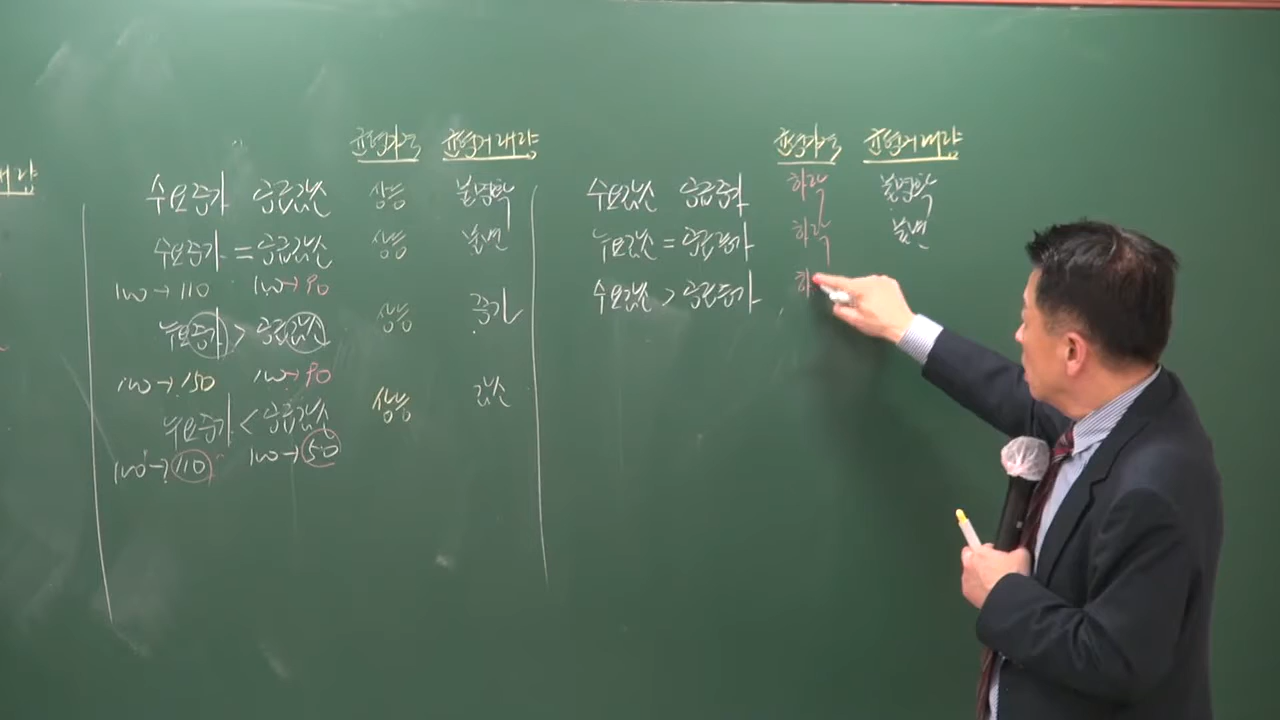 래량
균형가격 균형거래량
수요증가 공급감소 상승 불명확
수요증가 = 공급감소 상승 불변
100→110 100→90
수요증가 > 공급감소 상승 증가
100→150 100→90
수요증가 < 공급감소 상승 감소
100→110 100→50
균형가격 균형거래량
수요감소 공급증가 하락 불명확
수요감소 = 공급증가 하락 불변
수요감소 > 공급증가 하